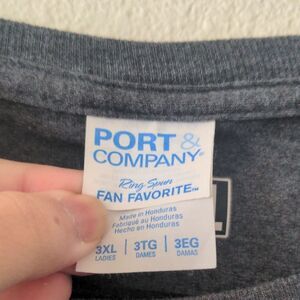 PORT &
COMPANY®
Ring Spun
FAN FAVORITE™
Made in Honduras
Fabriqué au Honduras
Hecho en Honduras
3XL | 3TG | 3EG
LADIES DAMES DAMAS